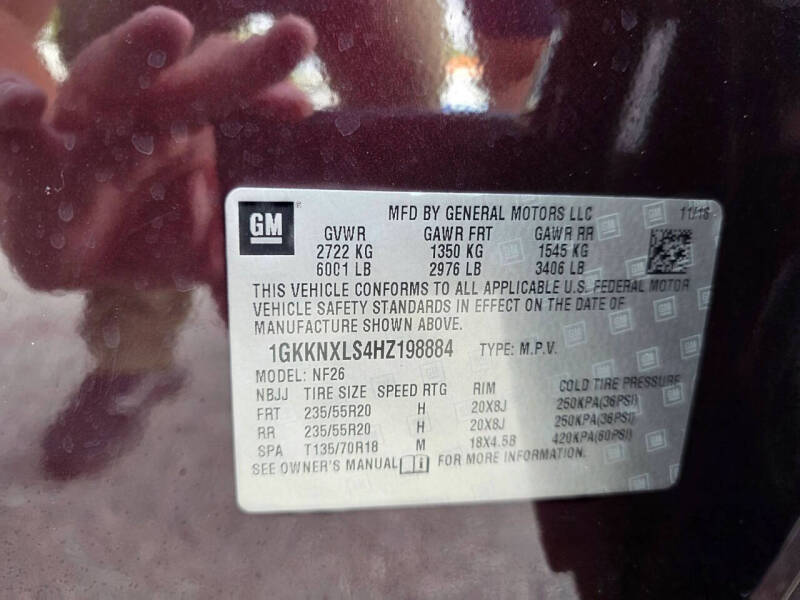 GM ® MFD BY GENERAL MOTORS LLC 11/16
GVWR GAWR FRT GAWR RR
2722 KG 1350 KG 1545 KG
6001 LB 2976 LB 3406 LB
THIS VEHICLE CONFORMS TO ALL APPLICABLE U.S. FEDERAL MOTOR
VEHICLE SAFETY STANDARDS IN EFFECT ON THE DATE OF
MANUFACTURE SHOWN ABOVE.
1GKKNXLS4HZ198884 TYPE: M.P.V.
MODEL: NF26
NBJJ TIRE SIZE SPEED RTG RIM COLD TIRE PRESSURE
FRT 235/55R20 H 20X8J 250KPA(36PSI)
RR 235/55R20 H 20X8J 250KPA(36PSI)
SPA T135/70R18 M 18X4.5B 420KPA(60PSI)
SEE OWNER'S MANUAL i FOR MORE INFORMATION.